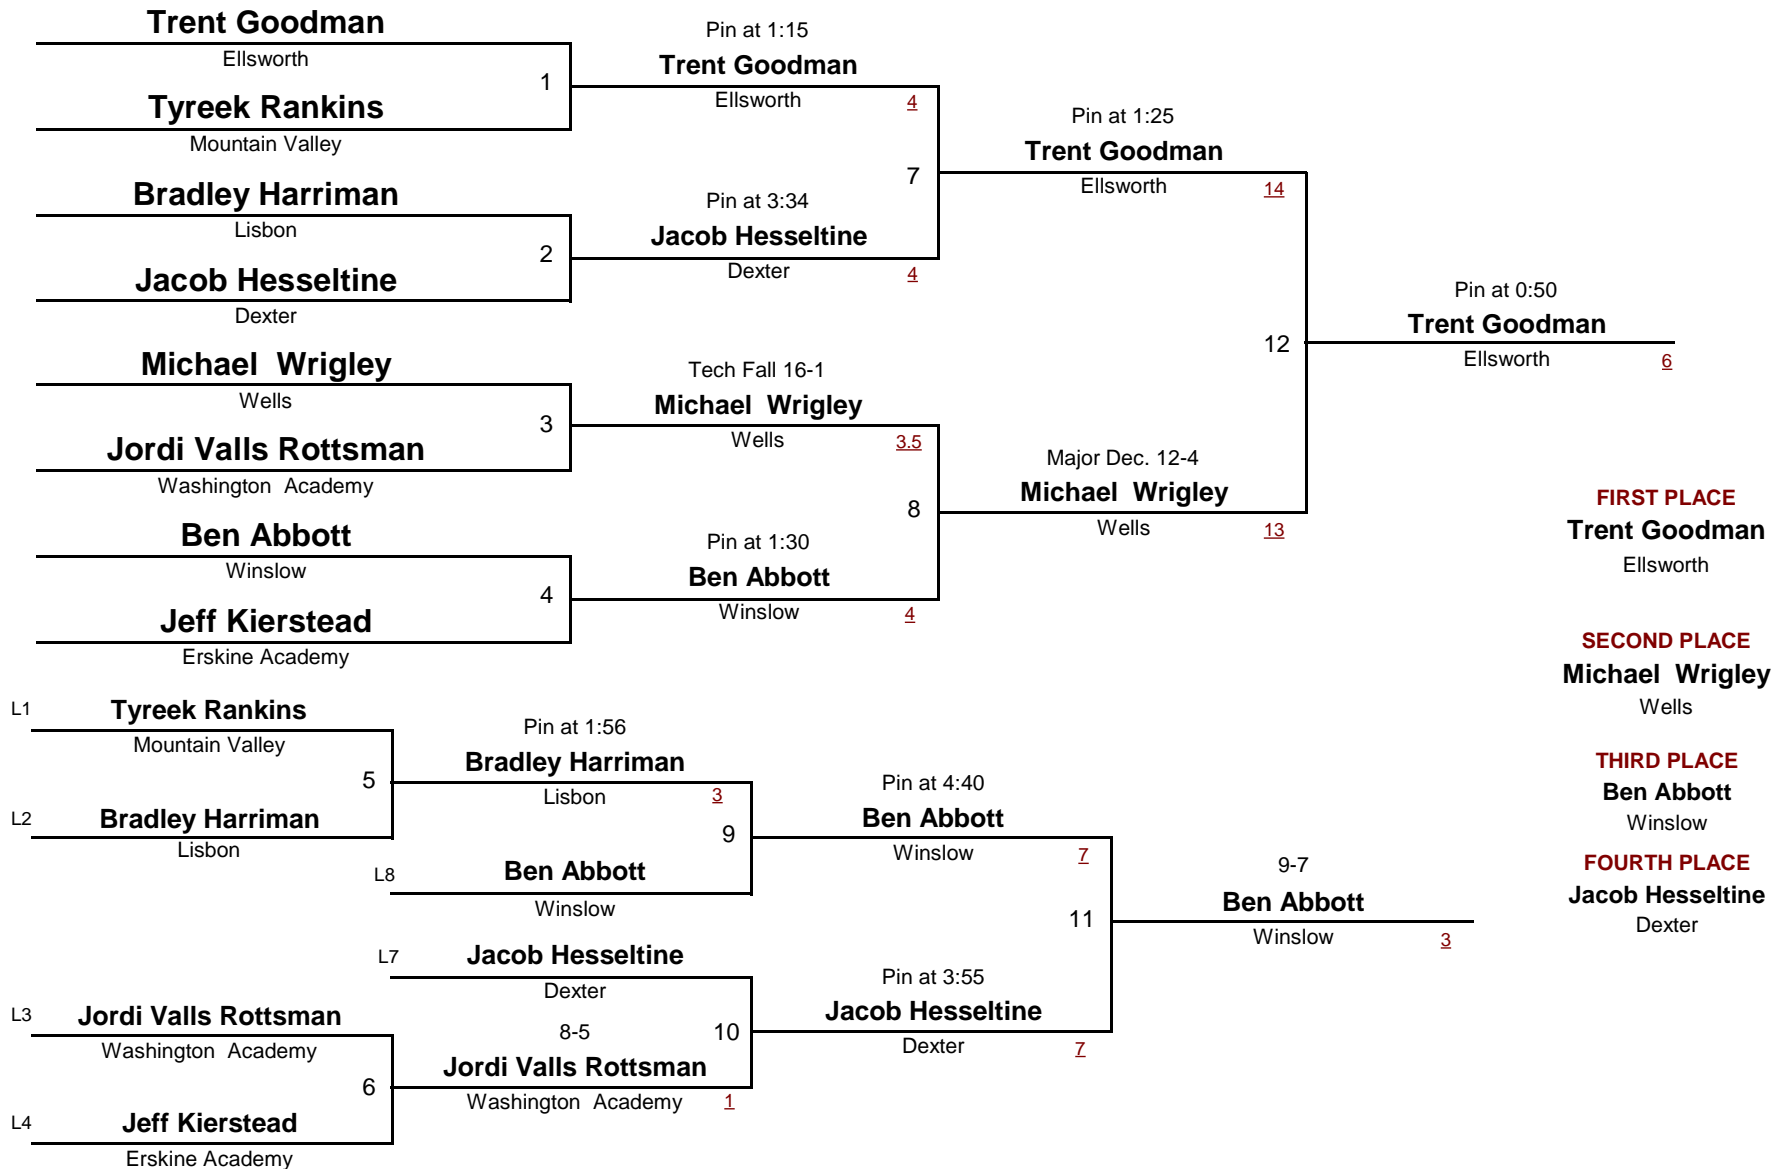 Trent Goodman
Ellsworth
1
Tyreek Rankins
Mountain Valley
Bradley Harriman
Lisbon
2
Jacob Hesseltine
Dexter
Michael  Wrigley
Wells
3
Jordi Valls Rottsman
Washington  Academy
Ben Abbott
Winslow
4
Jeff Kierstead
Erskine Academy
Pin at 1:15
Trent Goodman
Ellsworth 4
7
Pin at 3:34
Jacob Hesseltine
Dexter 4
Tech Fall 16-1
Michael  Wrigley
Wells 3.5
8
Pin at 1:30
Ben Abbott
Winslow 4
Pin at 1:25
Trent Goodman
Ellsworth 14
12
Major Dec. 12-4
Michael  Wrigley
Wells 13
Pin at 0:50
Trent Goodman
Ellsworth 6
FIRST PLACE
Trent Goodman
Ellsworth
SECOND PLACE
Michael  Wrigley
Wells
THIRD PLACE
Ben Abbott
Winslow
FOURTH PLACE
Jacob Hesseltine
Dexter
L1 Tyreek Rankins
Mountain Valley
5
L2 Bradley Harriman
Lisbon
L3 Jordi Valls Rottsman
Washington  Academy
6
L4 Jeff Kierstead
Erskine Academy
Pin at 1:56
Bradley Harriman
Lisbon 3
9
L8 Ben Abbott
Winslow
L7 Jacob Hesseltine
Dexter
8-5 10
Jordi Valls Rottsman
Washington  Academy 1
Pin at 4:40
Ben Abbott
Winslow 7
11
Pin at 3:55
Jacob Hesseltine
Dexter 7
9-7
Ben Abbott
Winslow 3